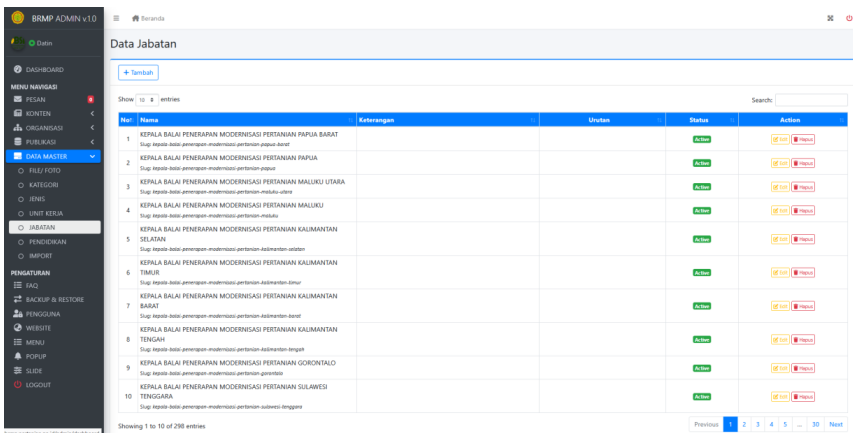 BRMP ADMIN v.1.0
Beranda
Datin
Data Jabatan
DASHBOARD
+ Tambah
MENU NAVIGASI
PESAN
KONTEN
ORGANISASI
PUBLIKASI
DATA MASTER
FILE/ FOTO
KATEGORI
JENIS
UNIT KERJA
JABATAN
PENDIDIKAN
IMPORT
PENGATURAN
FAQ
BACKUP & RESTORE
PENGGUNA
WEBSITE
MENU
POPUP
SLIDE
LOGOUT
Show 10 entries
Search:
No Nama Keterangan Urutan Status Action
1 KEPALA BALAI PENERAPAN MODERNISASI PERTANIAN PAPUA BARAT Active Edit Hapus
Slug: kepala-balai-penerapan-modernisasi-pertanian-papua-barat
2 KEPALA BALAI PENERAPAN MODERNISASI PERTANIAN PAPUA Active Edit Hapus
Slug: kepala-balai-penerapan-modernisasi-pertanian-papua
3 KEPALA BALAI PENERAPAN MODERNISASI PERTANIAN MALUKU UTARA Active Edit Hapus
Slug: kepala-balai-penerapan-modernisasi-pertanian-maluku-utara
4 KEPALA BALAI PENERAPAN MODERNISASI PERTANIAN MALUKU Active Edit Hapus
Slug: kepala-balai-penerapan-modernisasi-pertanian-maluku
KEPALA BALAI PENERAPAN MODERNISASI PERTANIAN KALIMANTAN
5 SELATAN Active Edit Hapus
Slug: kepala-balai-penerapan-modernisasi-pertanian-kalimantan-selatan
KEPALA BALAI PENERAPAN MODERNISASI PERTANIAN KALIMANTAN
6 TIMUR Active Edit Hapus
Slug: kepala-balai-penerapan-modernisasi-pertanian-kalimantan-timur
KEPALA BALAI PENERAPAN MODERNISASI PERTANIAN KALIMANTAN
7 BARAT Active Edit Hapus
Slug: kepala-balai-penerapan-modernisasi-pertanian-kalimantan-barat
KEPALA BALAI PENERAPAN MODERNISASI PERTANIAN KALIMANTAN
8 TENGAH Active Edit Hapus
Slug: kepala-balai-penerapan-modernisasi-pertanian-kalimantan-tengah
9 KEPALA BALAI PENERAPAN MODERNISASI PERTANIAN GORONTALO Active Edit Hapus
Slug: kepala-balai-penerapan-modernisasi-pertanian-gorontalo
KEPALA BALAI PENERAPAN MODERNISASI PERTANIAN SULAWESI
10 TENGGARA Active Edit Hapus
Slug: kepala-balai-penerapan-modernisasi-pertanian-sulawesi-tenggara
Showing 1 to 10 of 298 entries
Previous 1 2 3 4 5 ... 30 Next